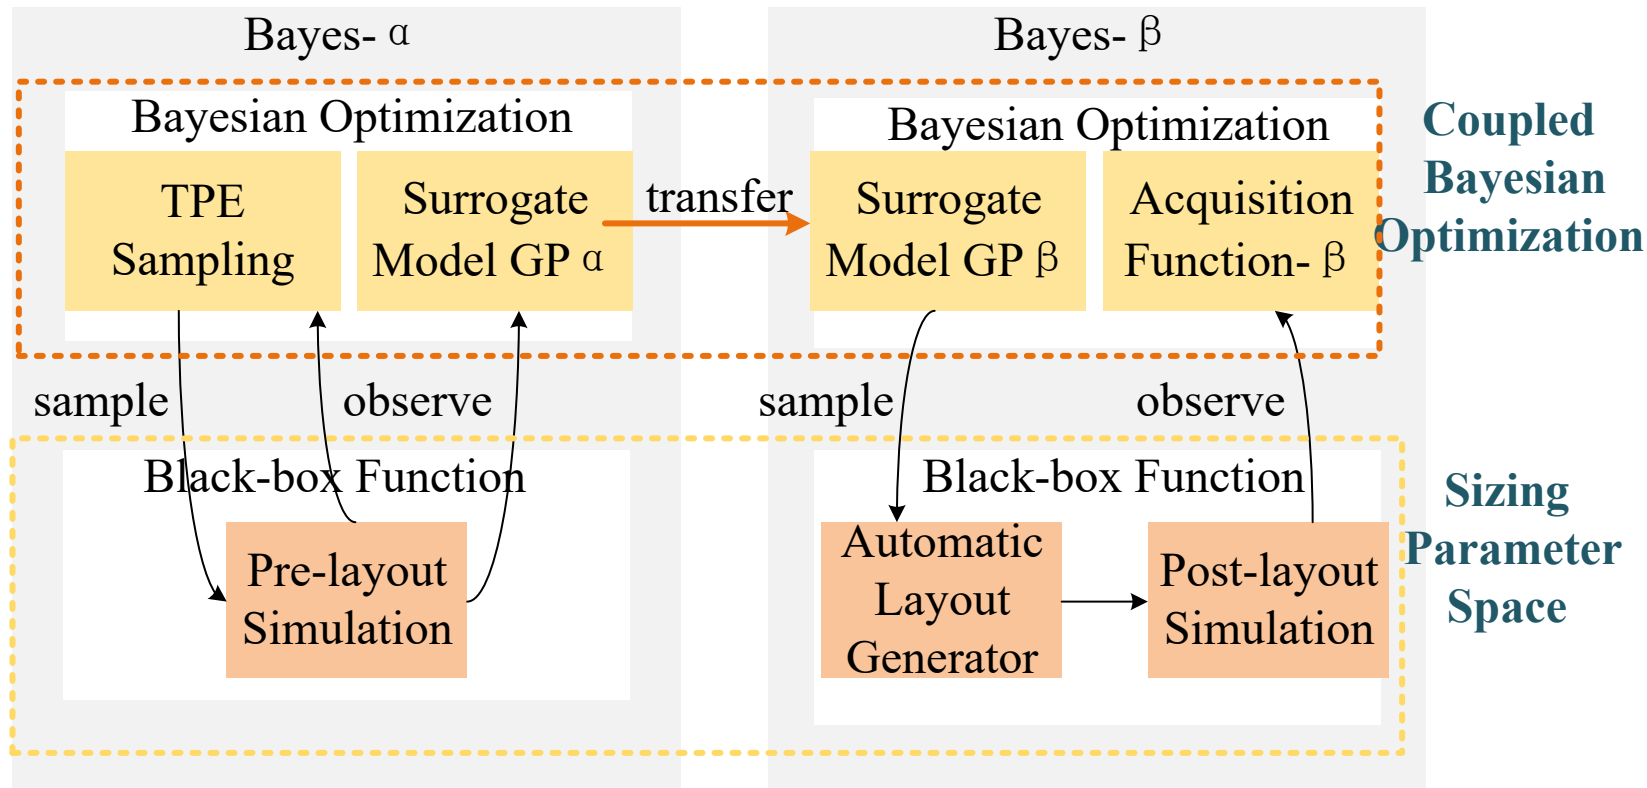 Bayes- α
Bayes- β
Bayesian Optimization
TPE
Sampling
Surrogate
Model GP α
transfer
Bayesian Optimization
Surrogate
Model GP β
Acquisition
Function- β
Coupled
Bayesian
Optimization
sample
observe
sample
observe
Black-box Function
Pre-layout
Simulation
Black-box Function
Automatic
Layout
Generator
Post-layout
Simulation
Sizing
Parameter
Space